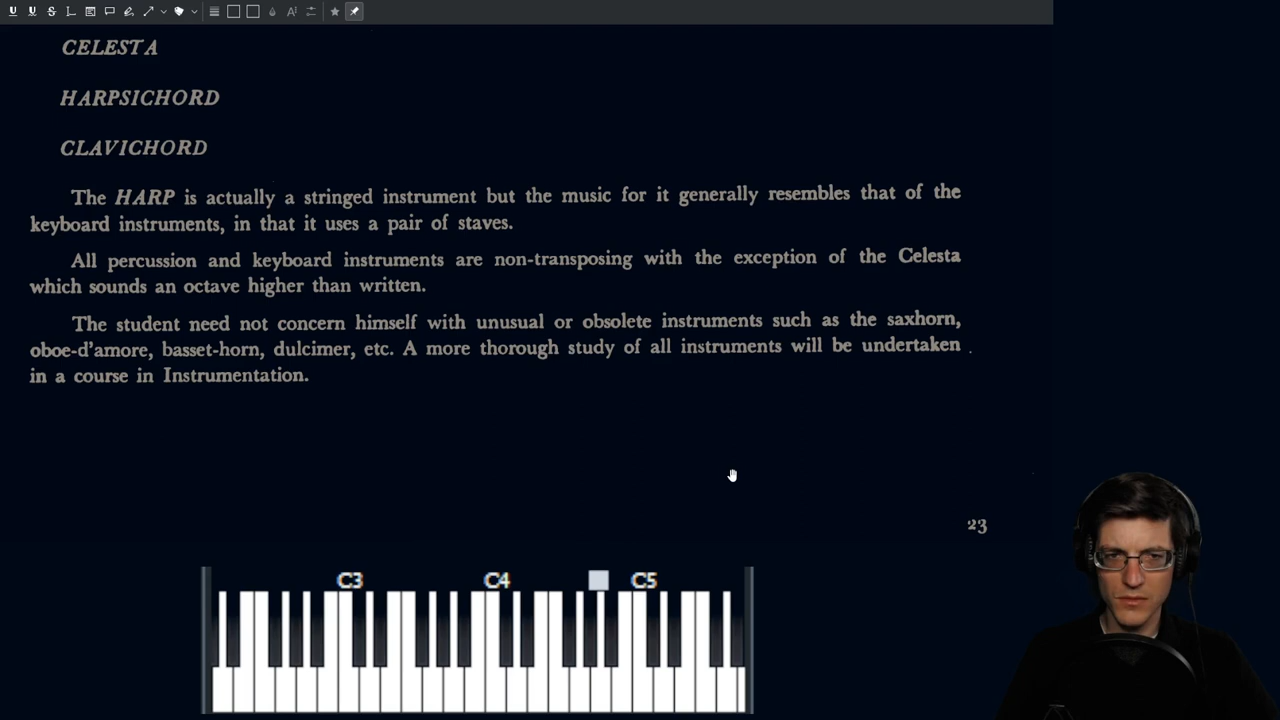 CELESTA
HARPSICHORD
CLAVICHORD
The HARP is actually a stringed instrument but the music for it generally resembles that of the
keyboard instruments, in that it uses a pair of staves.
All percussion and keyboard instruments are non-transposing with the exception of the Celesta
which sounds an octave higher than written.
The student need not concern himself with unusual or obsolete instruments such as the saxhorn,
oboe-d'amore, basset-horn, dulcimer, etc. A more thorough study of all instruments will be undertaken
in a course in Instrumentation.
23
C3 C4 C5